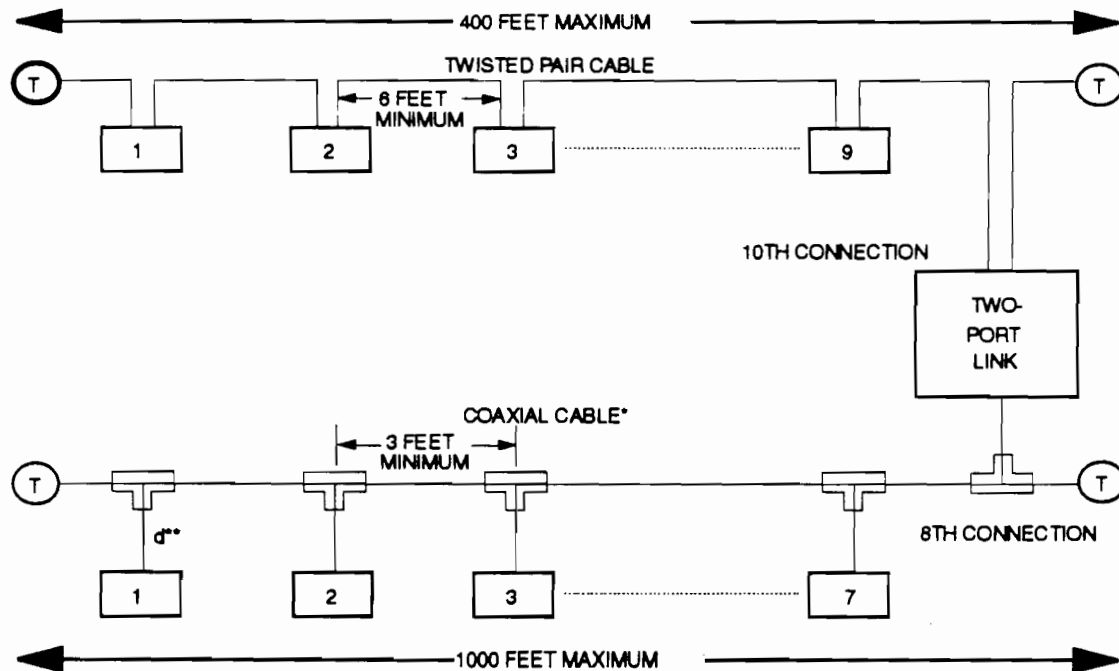 400 FEET MAXIMUM
TWISTED PAIR CABLE
T
T
6 FEET
MINIMUM
1
2
3
9
10TH CONNECTION
TWO-
PORT
LINK
COAXIAL CABLE*
3 FEET
MINIMUM
T
T
d**
8TH CONNECTION
1
2
3
7
1000 FEET MAXIMUM